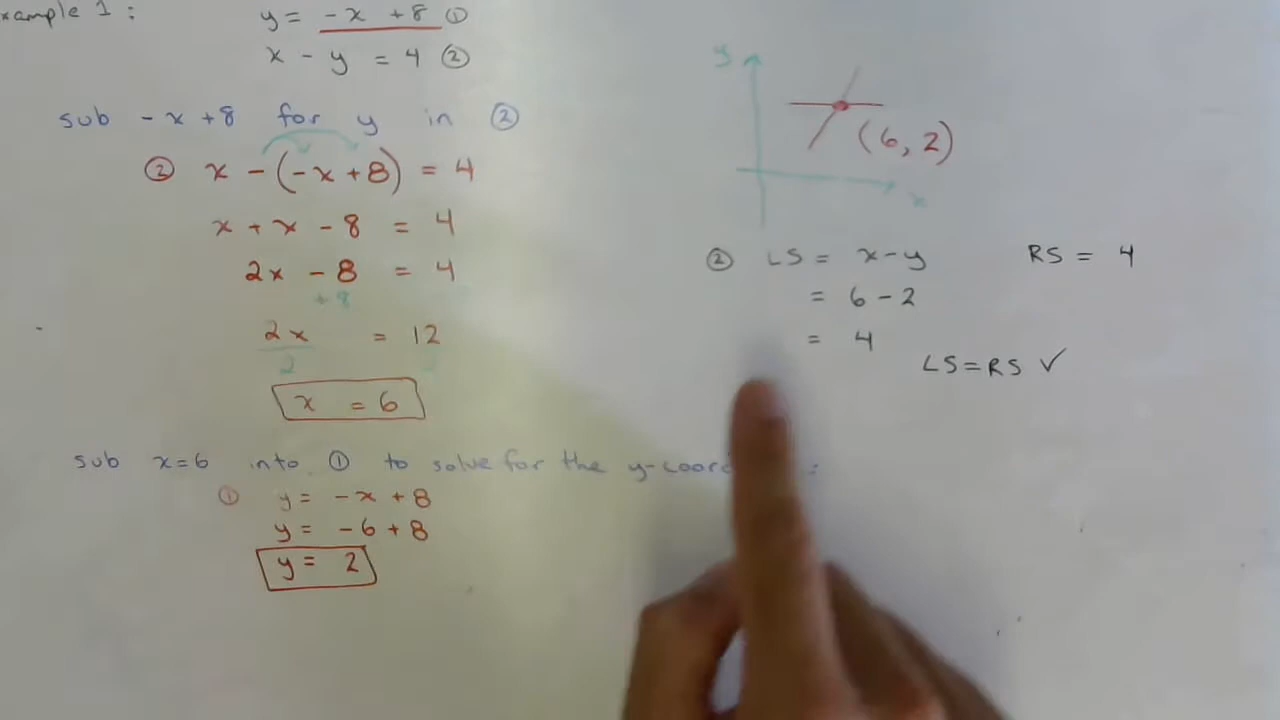 xample 1:
y = -x +8 ①
x - y = 4 ②
sub -x+8 for y in ②
② x -(-x+8) = 4
x + x - 8 = 4
2x - 8 = 4
+8
2x = 12
2
x = 6
sub x=6 into ① to solve for the y-coord :
① y = -x +8
y = -6+8
y = 2
y
(6, 2)
x
② LS = x-y RS = 4
= 6-2
= 4
LS=RS ✓